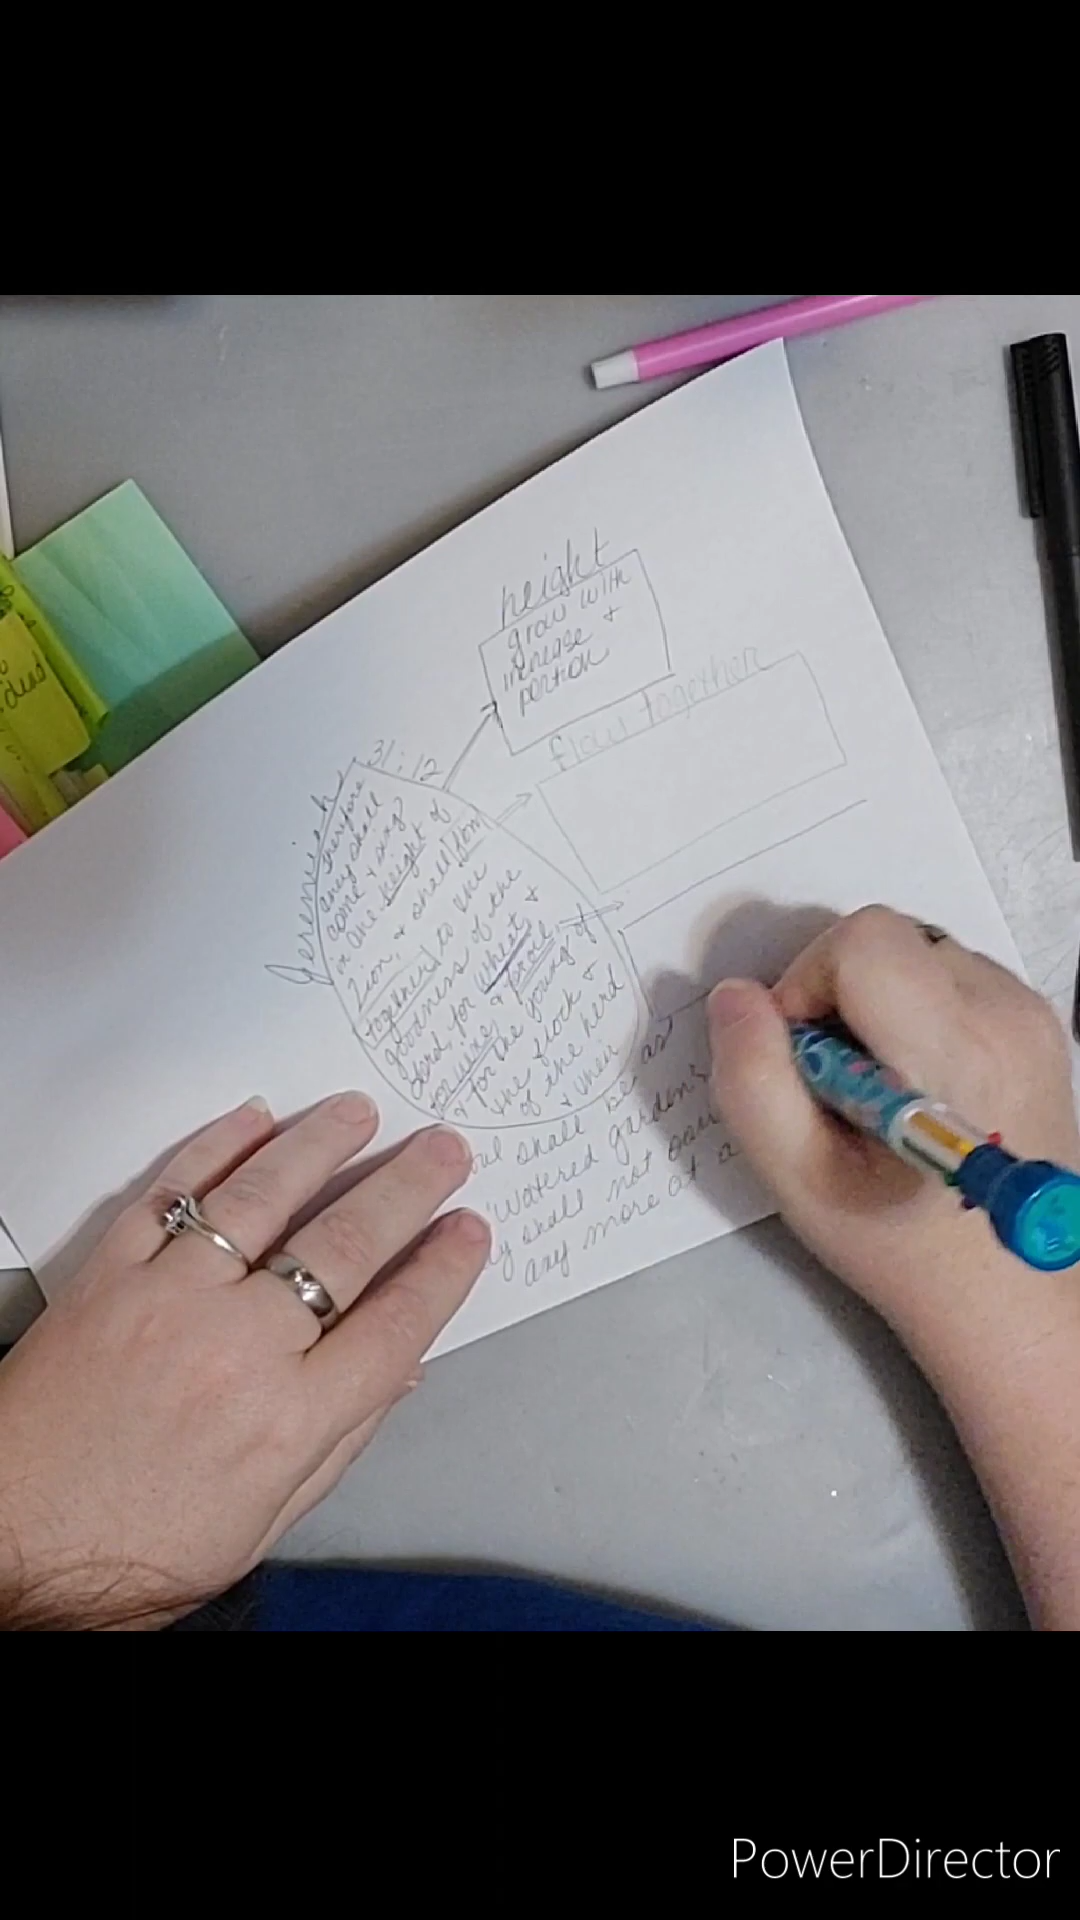 height
grow with
increase +
portion
flow together
Jeremiah 31:12
Therefore
they shall
come + sing
in the height of
Zion, + shall flow
together to the
goodness of the
Lord, for wheat +
for wine, + for oil,
+ for the young of
the flock +
of the herd
+ their
soul shall be as
watered garden;
shall not
any more at a
PowerDirector